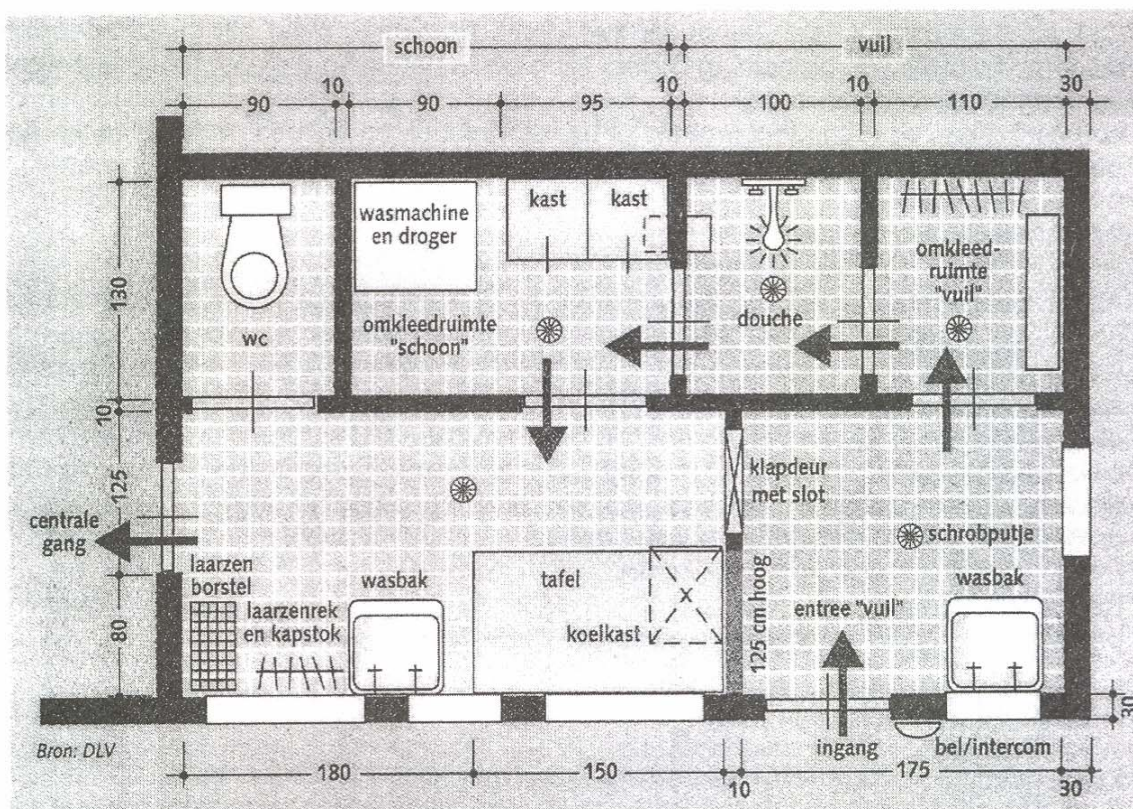 schoon
vuil
10
10
10
30
90
90
95
100
110
kast
kast
wasmachine
en droger
omkleed-
ruimte
"vuil"
130
omkleedruimte
"schoon"
douche
wc
10
klapdeur
met slot
125
centrale
gang
schrobputje
laarzen
borstel
wasbak
tafel
wasbak
laarzenrek
en kapstok
x
80
koelkast
125 cm hoog
entree "vuil"
30
Bron: DLV
ingang
bel/intercom
180
150
175
10
30